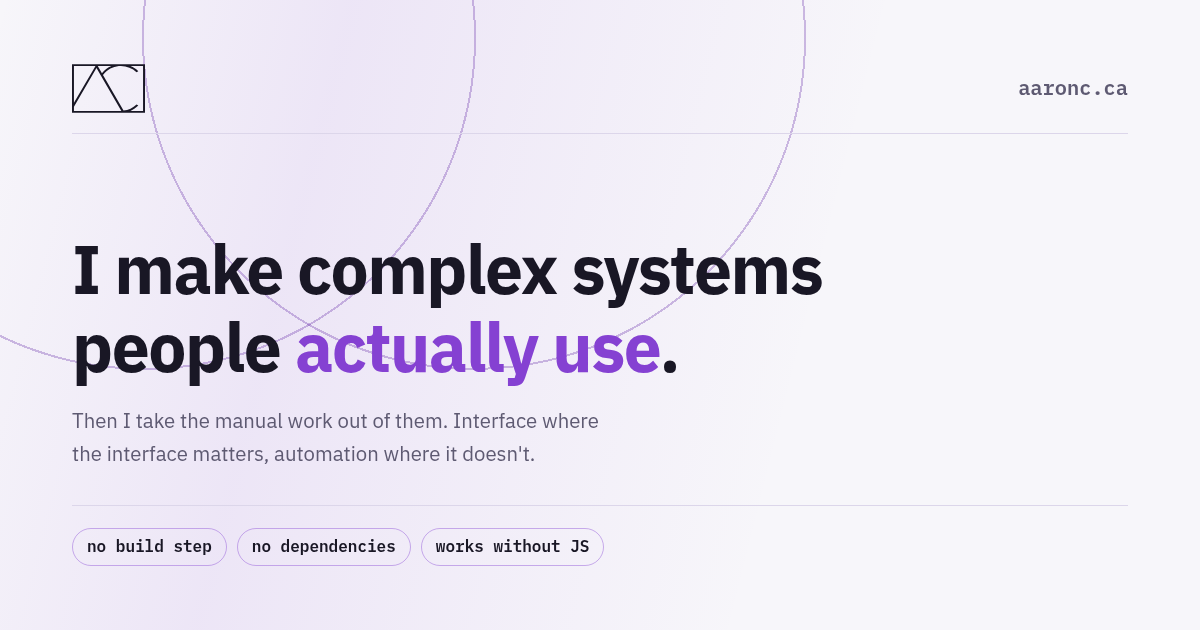 AC
aaronc.ca
I make complex systems
people actually use.
Then I take the manual work out of them. Interface where
the interface matters, automation where it doesn't.
no build step
no dependencies
works without JS